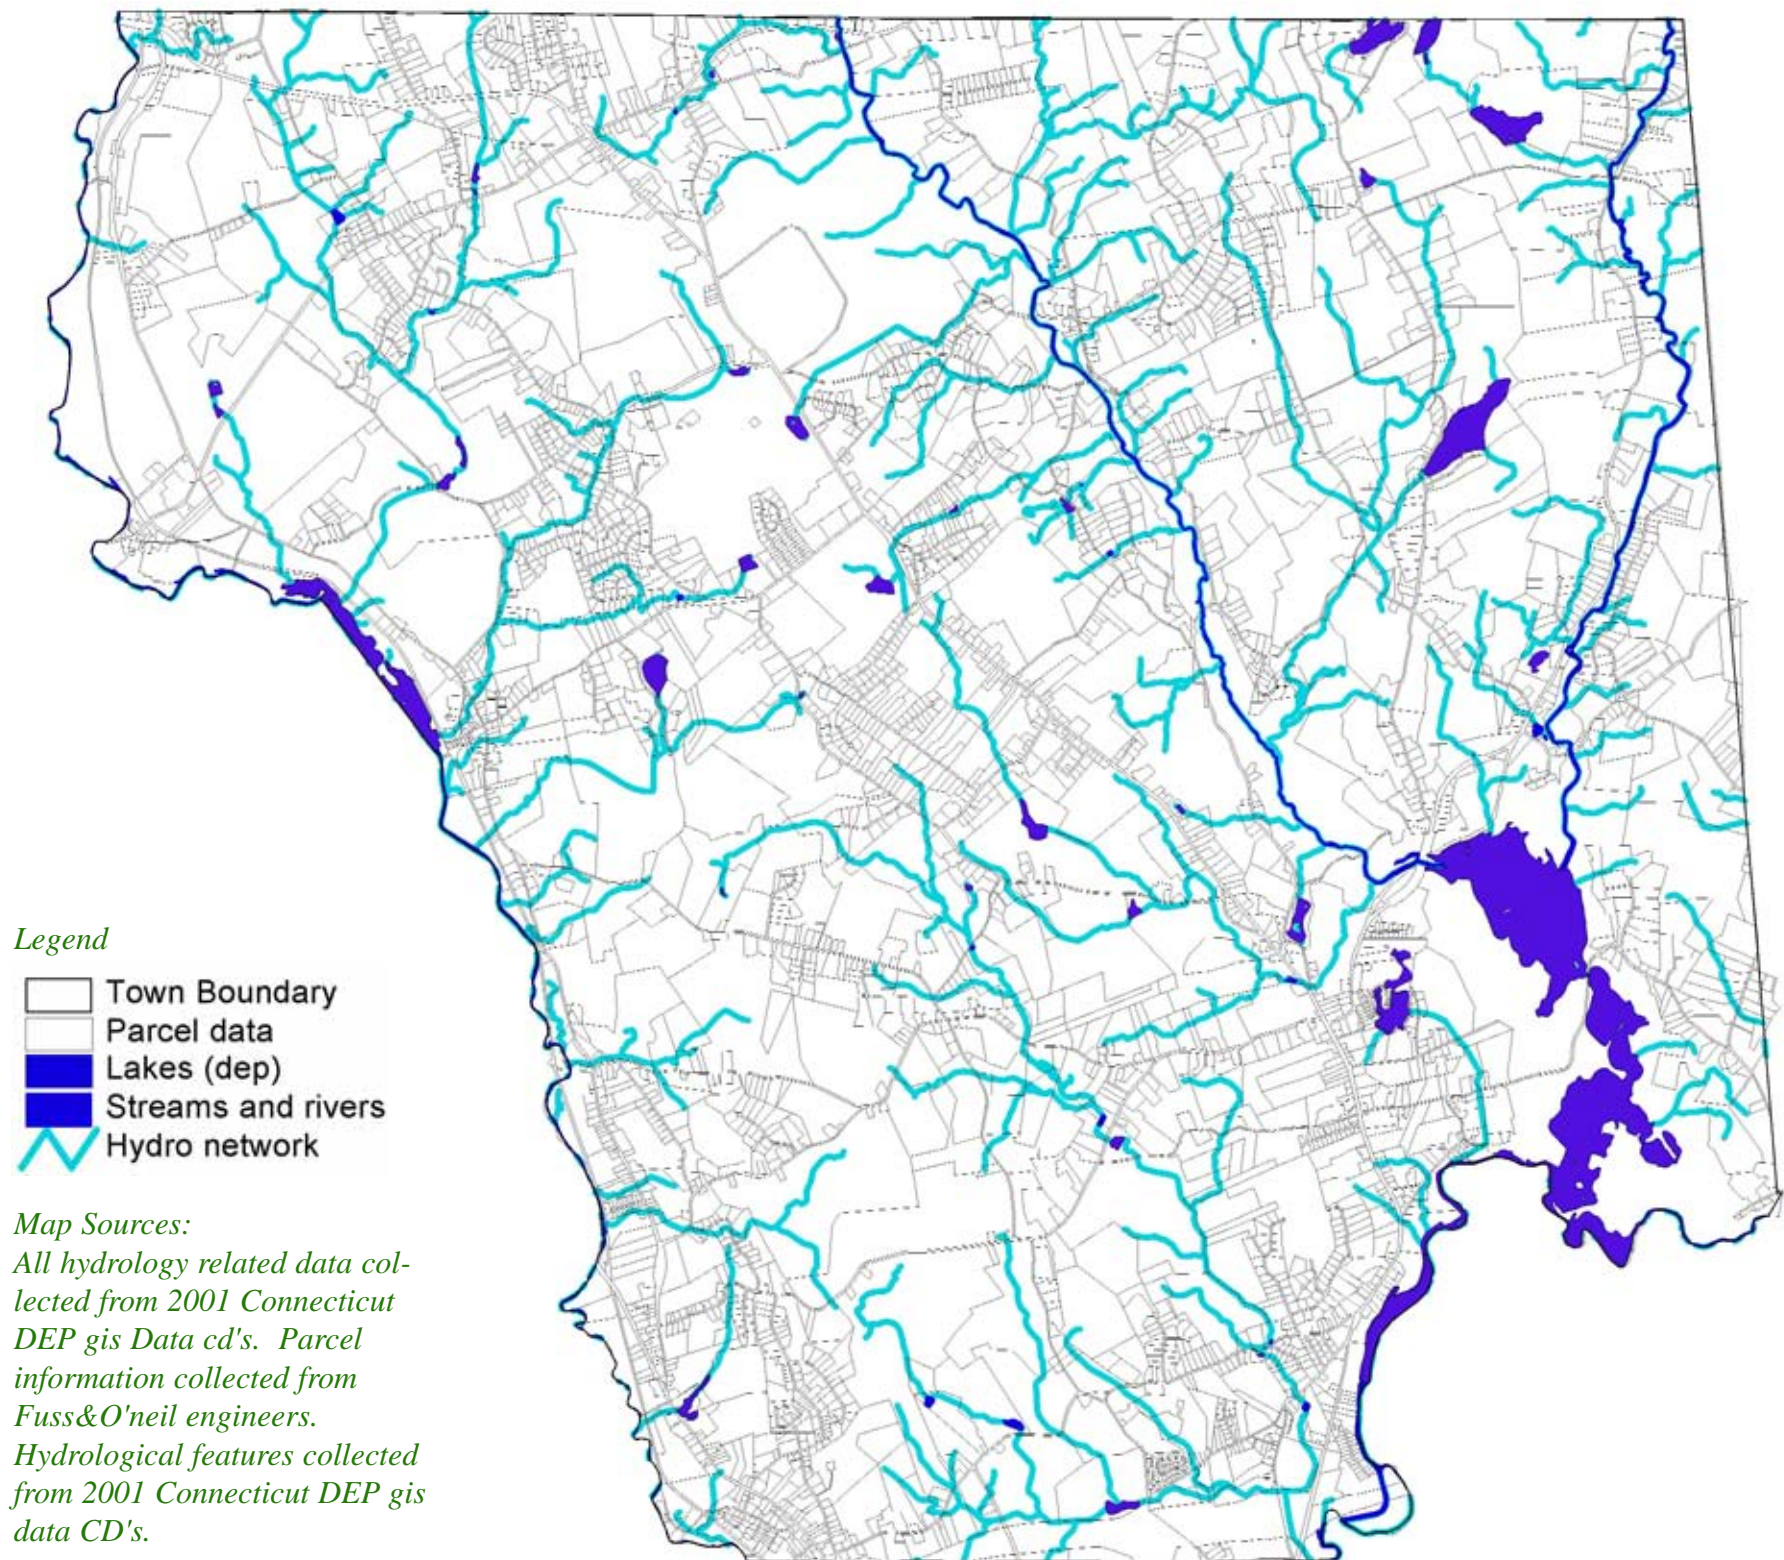 Legend
Town Boundary
Parcel data
Lakes (dep)
Streams and rivers
Hydro network
Map Sources:
All hydrology related data col-
lected from 2001 Connecticut
DEP gis Data cd's. Parcel
information collected from
Fuss&O'neil engineers.
Hydrological features collected
from 2001 Connecticut DEP gis
data CD's.